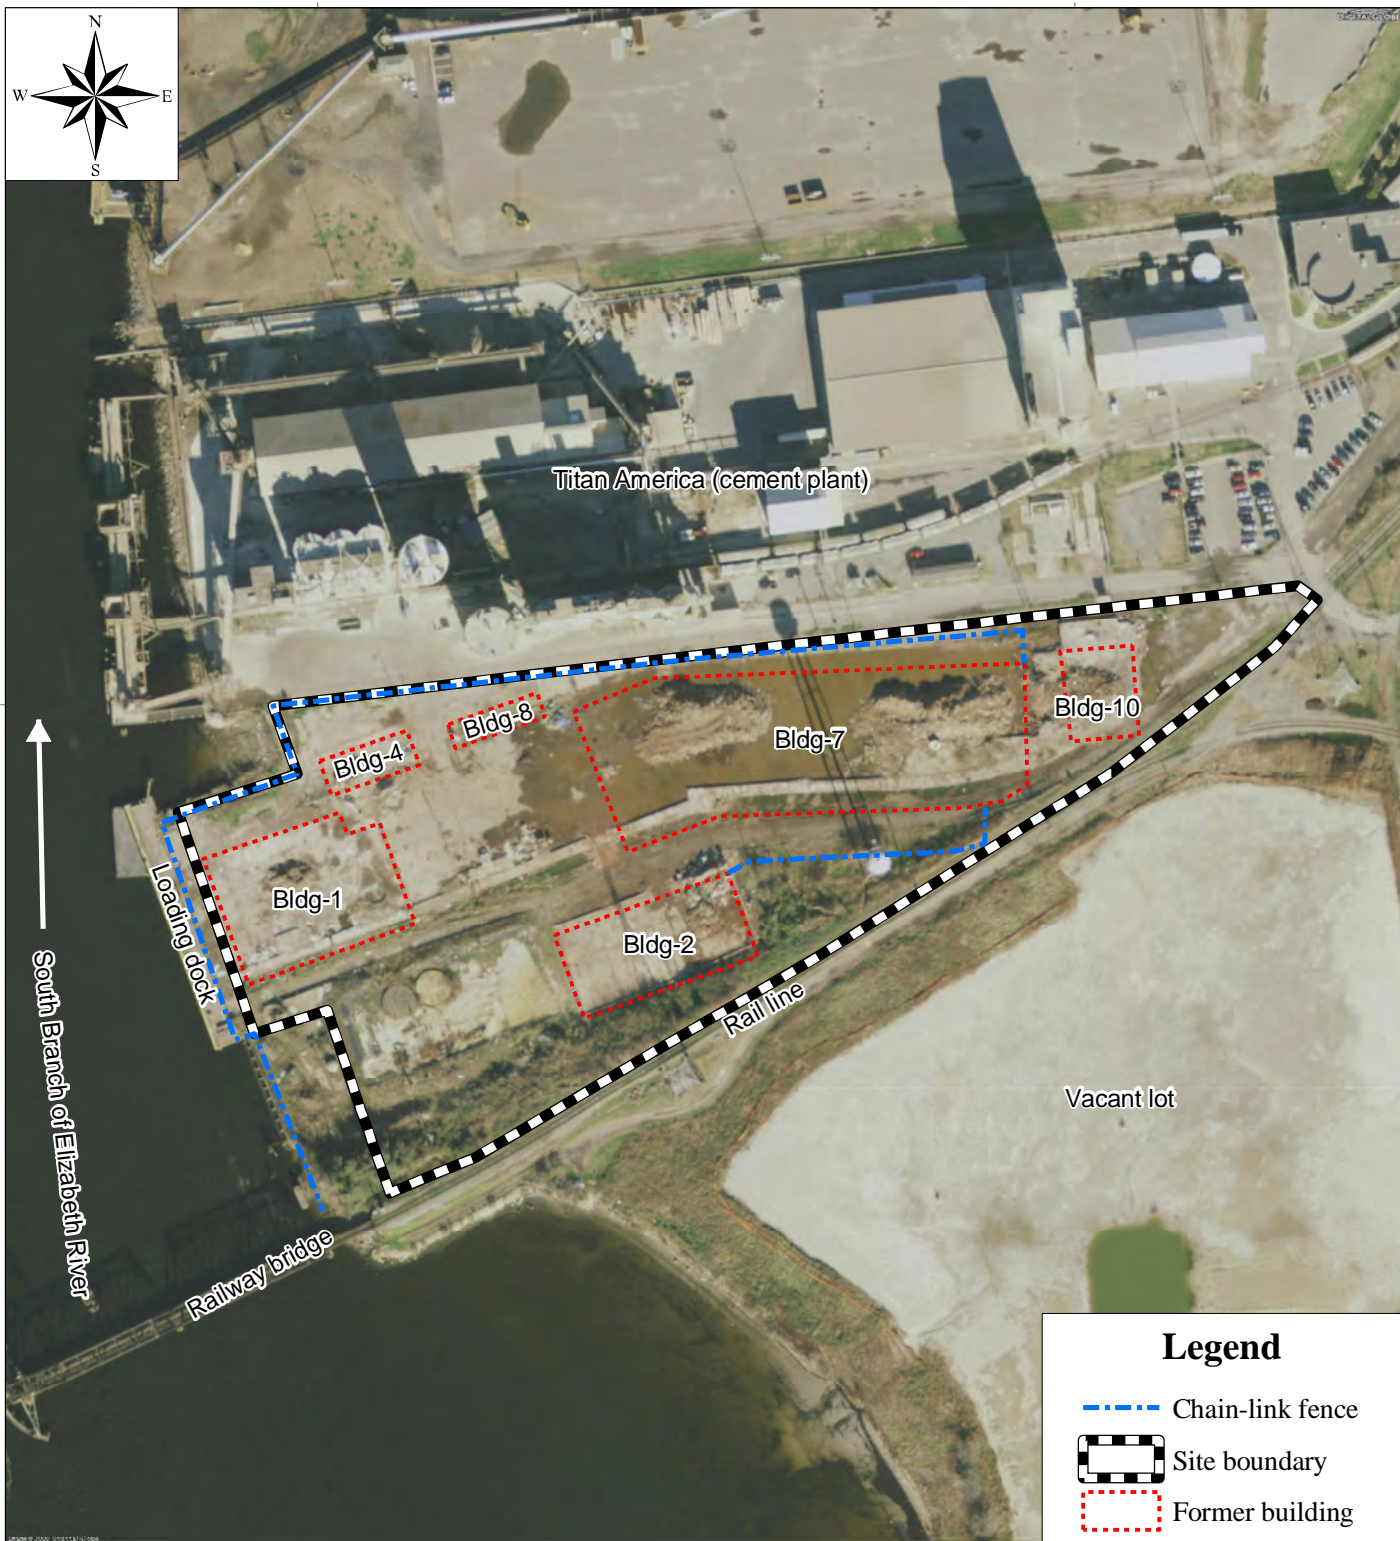 N
W E
S
DIGITALGLOBE
Titan America (cement plant)
Bldg-8
Bldg-4
Bldg-7
Bldg-10
Bldg-1
Bldg-2
Loading dock
Rail line
South Branch of Elizabeth River
Vacant lot
Railway bridge
Legend
Chain-link fence
Site boundary
Former building